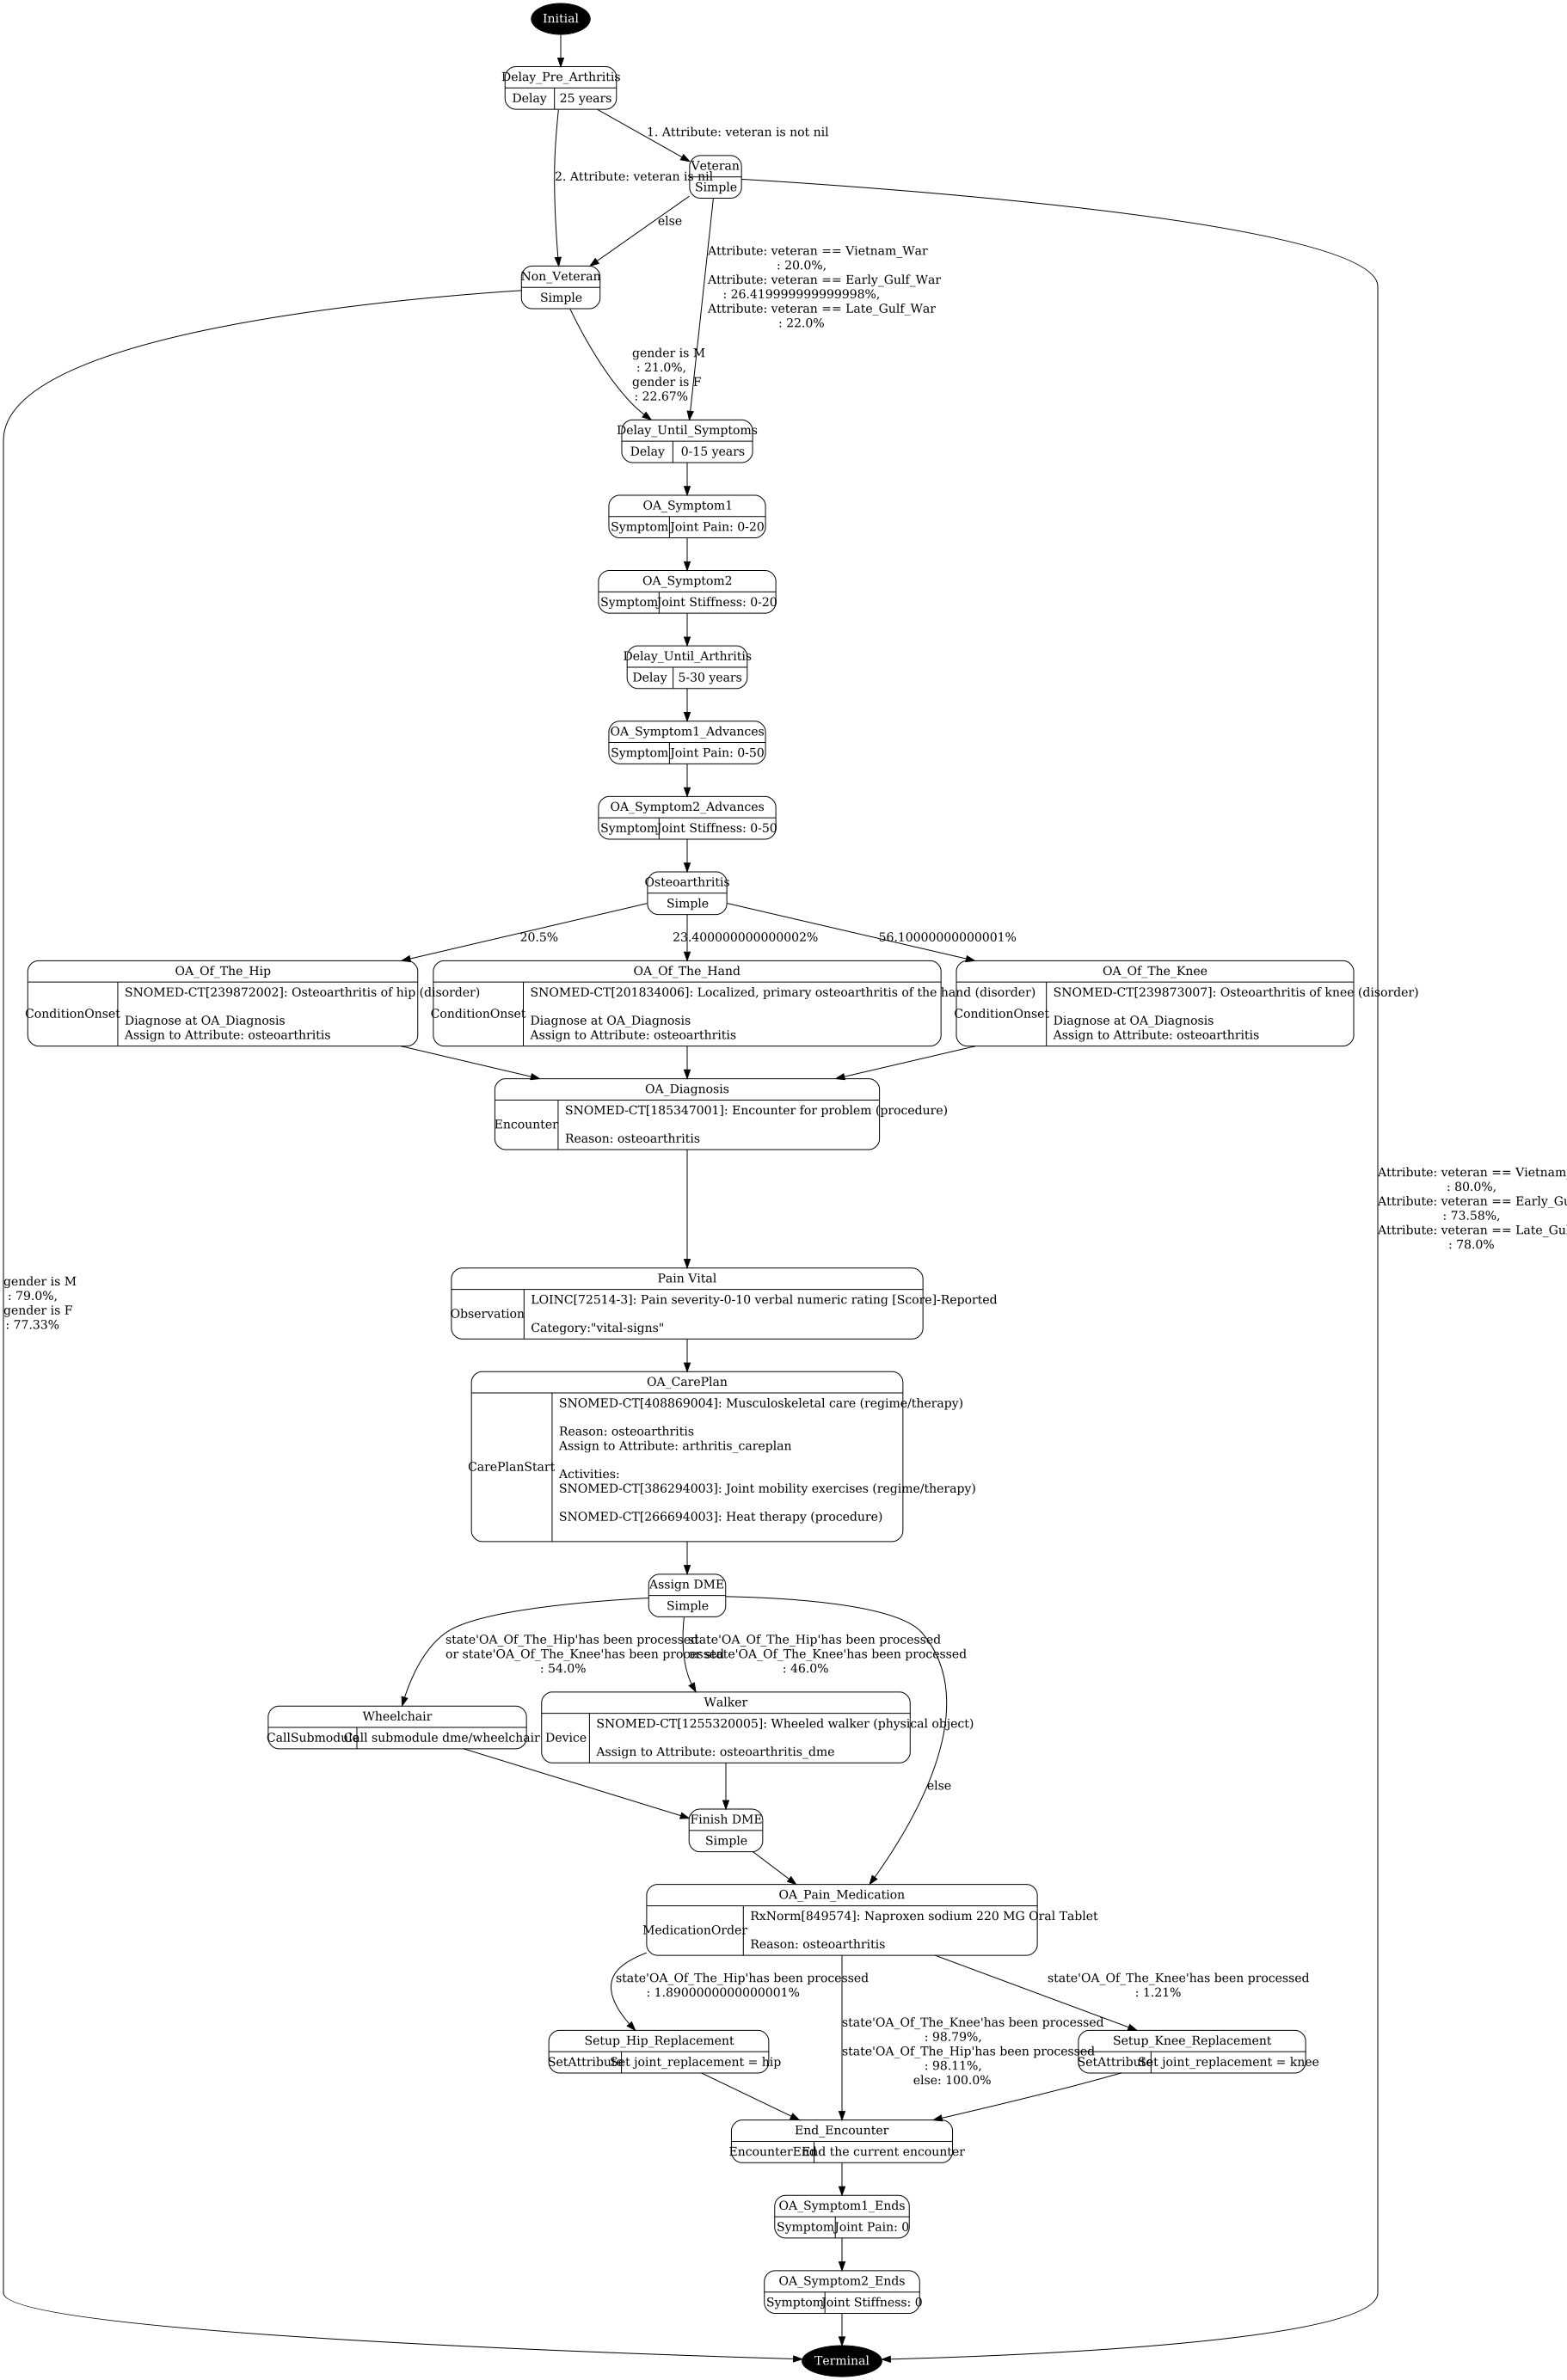 Initial
Delay_Pre_Arthritis
Delay 25 years
1. Attribute: veteran is not nil
Veteran
Simple
2. Attribute: veteran is nil
else
Attribute: veteran == Vietnam_War
: 20.0%,
Attribute: veteran == Early_Gulf_War
: 26.419999999999998%,
Attribute: veteran == Late_Gulf_War
: 22.0%
Non_Veteran
Simple
gender is M
: 21.0%,
gender is F
: 22.67%
Delay_Until_Symptoms
Delay 0-15 years
OA_Symptom1
Symptom Joint Pain: 0-20
OA_Symptom2
Symptom Joint Stiffness: 0-20
Delay_Until_Arthritis
Delay 5-30 years
OA_Symptom1_Advances
Symptom Joint Pain: 0-50
OA_Symptom2_Advances
Symptom Joint Stiffness: 0-50
Osteoarthritis
Simple
20.5%
23.400000000000002%
56.10000000000001%
OA_Of_The_Hip
ConditionOnset
SNOMED-CT[239872002]: Osteoarthritis of hip (disorder)
Diagnose at OA_Diagnosis
Assign to Attribute: osteoarthritis
OA_Of_The_Hand
ConditionOnset
SNOMED-CT[201834006]: Localized, primary osteoarthritis of the hand (disorder)
Diagnose at OA_Diagnosis
Assign to Attribute: osteoarthritis
OA_Of_The_Knee
ConditionOnset
SNOMED-CT[239873007]: Osteoarthritis of knee (disorder)
Diagnose at OA_Diagnosis
Assign to Attribute: osteoarthritis
OA_Diagnosis
Encounter
SNOMED-CT[185347001]: Encounter for problem (procedure)
Reason: osteoarthritis
Attribute: veteran == Vietnam
: 80.0%,
Attribute: veteran == Early_Gu
: 73.58%,
Attribute: veteran == Late_Gul
: 78.0%
gender is M
: 79.0%,
gender is F
: 77.33%
Pain Vital
Observation
LOINC[72514-3]: Pain severity-0-10 verbal numeric rating [Score]-Reported
Category:"vital-signs"
OA_CarePlan
CarePlanStart
SNOMED-CT[408869004]: Musculoskeletal care (regime/therapy)
Reason: osteoarthritis
Assign to Attribute: arthritis_careplan
Activities:
SNOMED-CT[386294003]: Joint mobility exercises (regime/therapy)
SNOMED-CT[266694003]: Heat therapy (procedure)
Assign DME
Simple
state'OA_Of_The_Hip'has been processed
or state'OA_Of_The_Knee'has been processed
: 54.0%
state'OA_Of_The_Hip'has been processed
or state'OA_Of_The_Knee'has been processed
: 46.0%
else
Wheelchair
CallSubmodule Call submodule dme/wheelchair
Walker
Device
SNOMED-CT[1255320005]: Wheeled walker (physical object)
Assign to Attribute: osteoarthritis_dme
Finish DME
Simple
OA_Pain_Medication
MedicationOrder
RxNorm[849574]: Naproxen sodium 220 MG Oral Tablet
Reason: osteoarthritis
state'OA_Of_The_Hip'has been processed
: 1.8900000000000001%
state'OA_Of_The_Knee'has been processed
: 1.21%
state'OA_Of_The_Knee'has been processed
: 98.79%,
state'OA_Of_The_Hip'has been processed
: 98.11%,
else: 100.0%
Setup_Hip_Replacement
SetAttribute Set joint_replacement = hip
Setup_Knee_Replacement
SetAttribute Set joint_replacement = knee
End_Encounter
EncounterEnd End the current encounter
OA_Symptom1_Ends
Symptom Joint Pain: 0
OA_Symptom2_Ends
Symptom Joint Stiffness: 0
Terminal